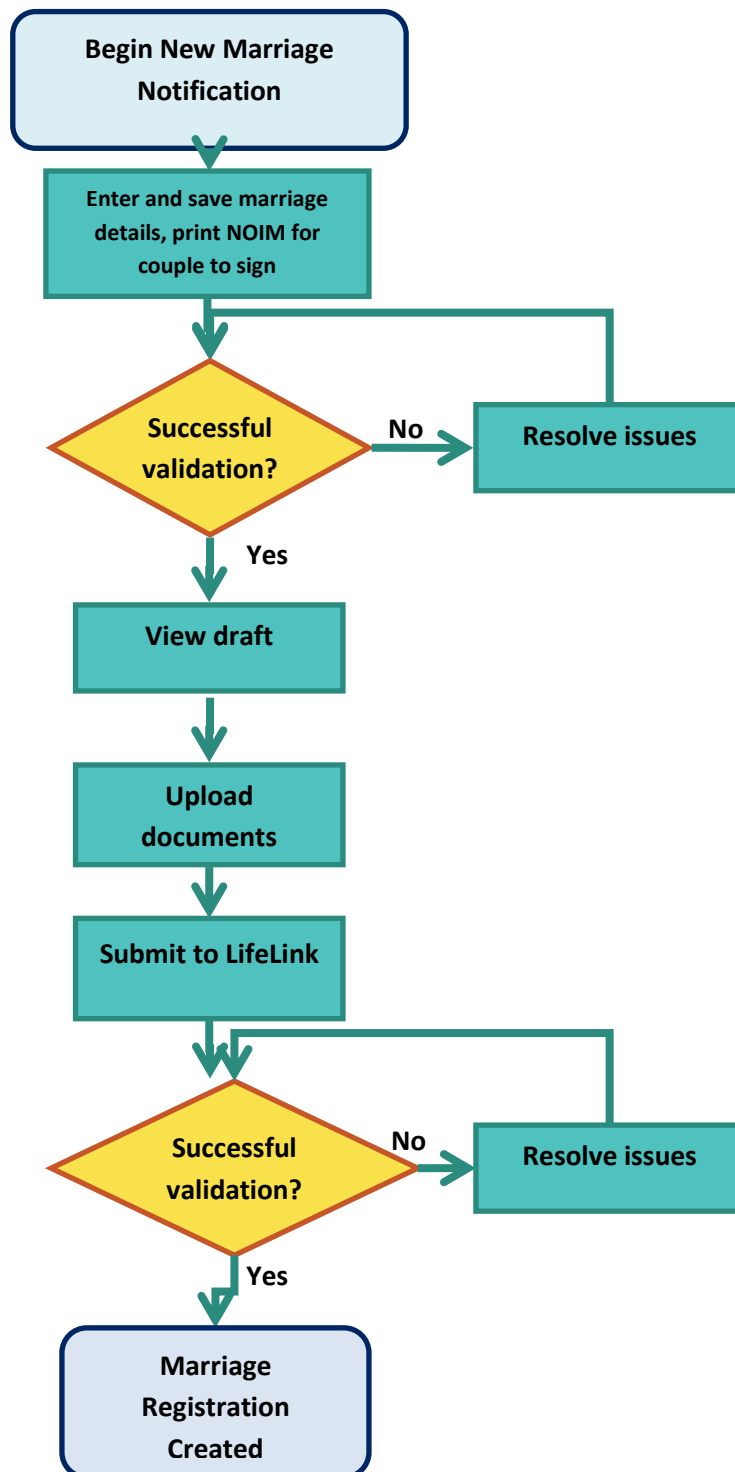 Begin New Marriage
Notification
Enter and save marriage
details, print NOIM for
couple to sign
Successful
validation?
No
Resolve issues
Yes
View draft
Upload
documents
Submit to LifeLink
Successful
validation?
No
Resolve issues
Yes
Marriage
Registration
Created